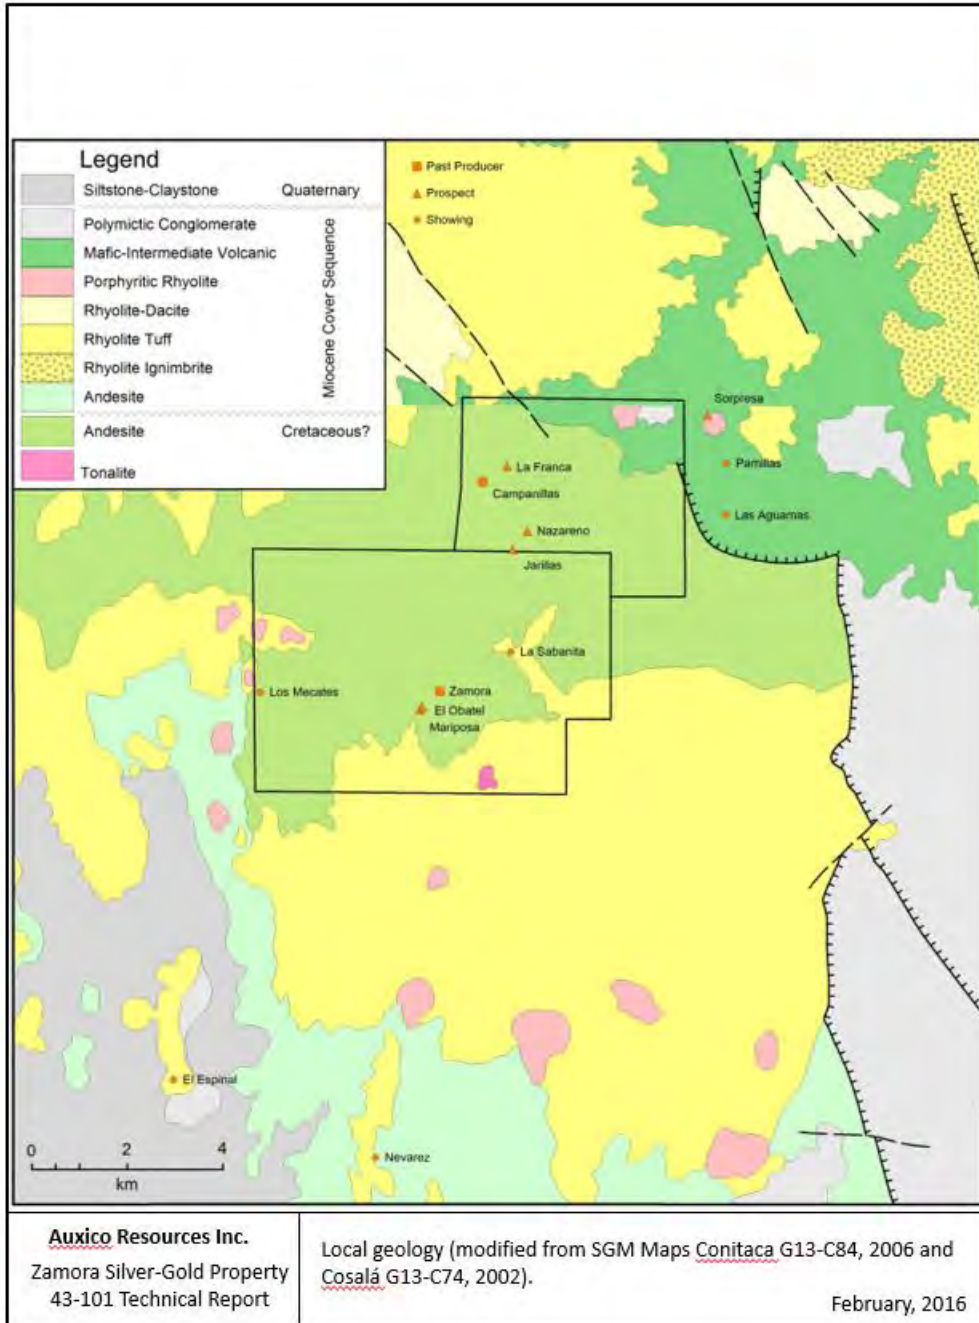 Legend
Siltstone-Claystone Quaternary
Polymictic Conglomerate
Mafic-Intermediate Volcanic
Porphyritic Rhyolite
Rhyolite-Dacite
Rhyolite Tuff
Rhyolite Ignimbrite
Andesite
Miocene Cover Sequence
Andesite Cretaceous?
Tonalite
Past Producer
Prospect
Showing
Sorpresa
Pamillas
Las Aguamas
La Franca
Campanillas
Nazareno
Jarillas
La Sabanita
Los Mecates
Zamora
El Obatel
Mariposa
El Espinal
Nevarez
0 2 4
km
Auxico Resources Inc.
Zamora Silver-Gold Property
43-101 Technical Report
Local geology (modified from SGM Maps Conitaca G13-C84, 2006 and
Cosalá G13-C74, 2002).
February, 2016